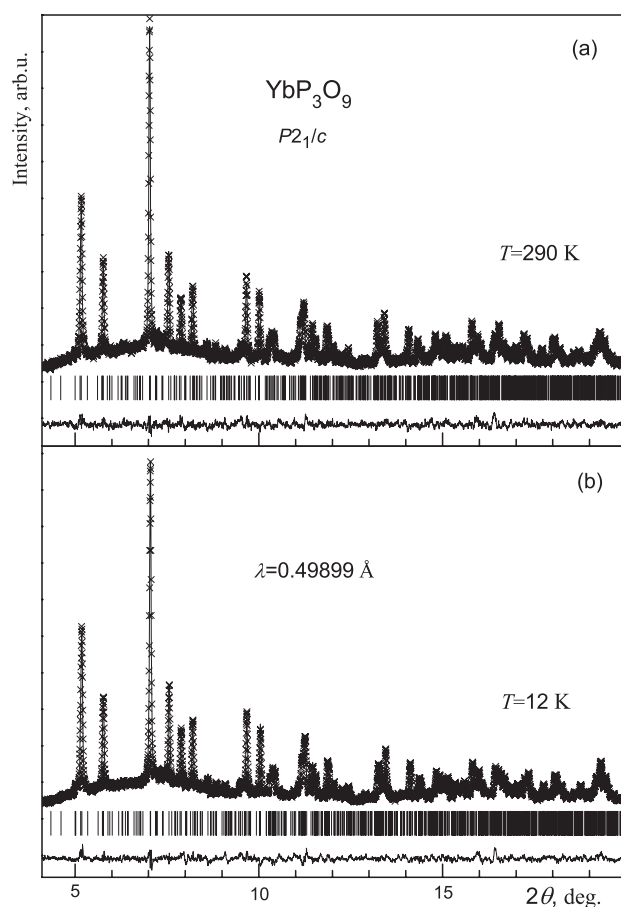 (a)
Intensity, arb.u.
YbP₃O₉
P2₁/c
T=290 K
(b)
λ=0.49899 Å
T=12 K
5 10 15 2θ, deg.